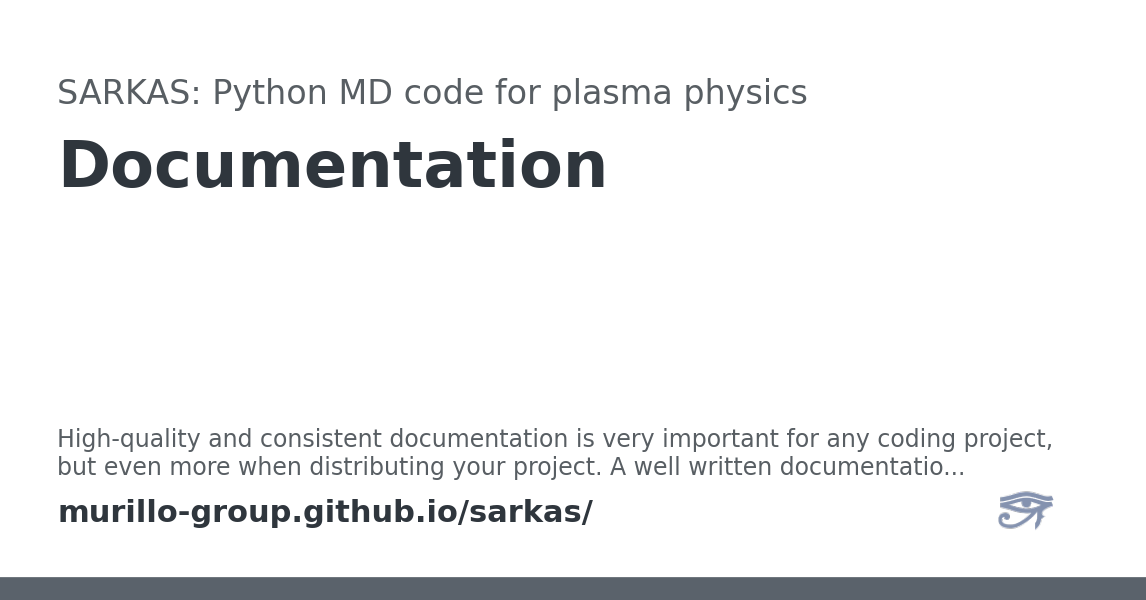 SARKAS: Python MD code for plasma physics
Documentation
High-quality and consistent documentation is very important for any coding project,
but even more when distributing your project. A well written documentatio...
murillo-group.github.io/sarkas/